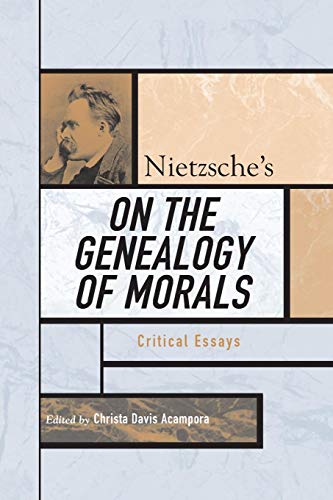 Nietzsche's
ON THE
GENEALOGY
OF MORALS
Critical Essays
Edited by Christa Davis Acampora